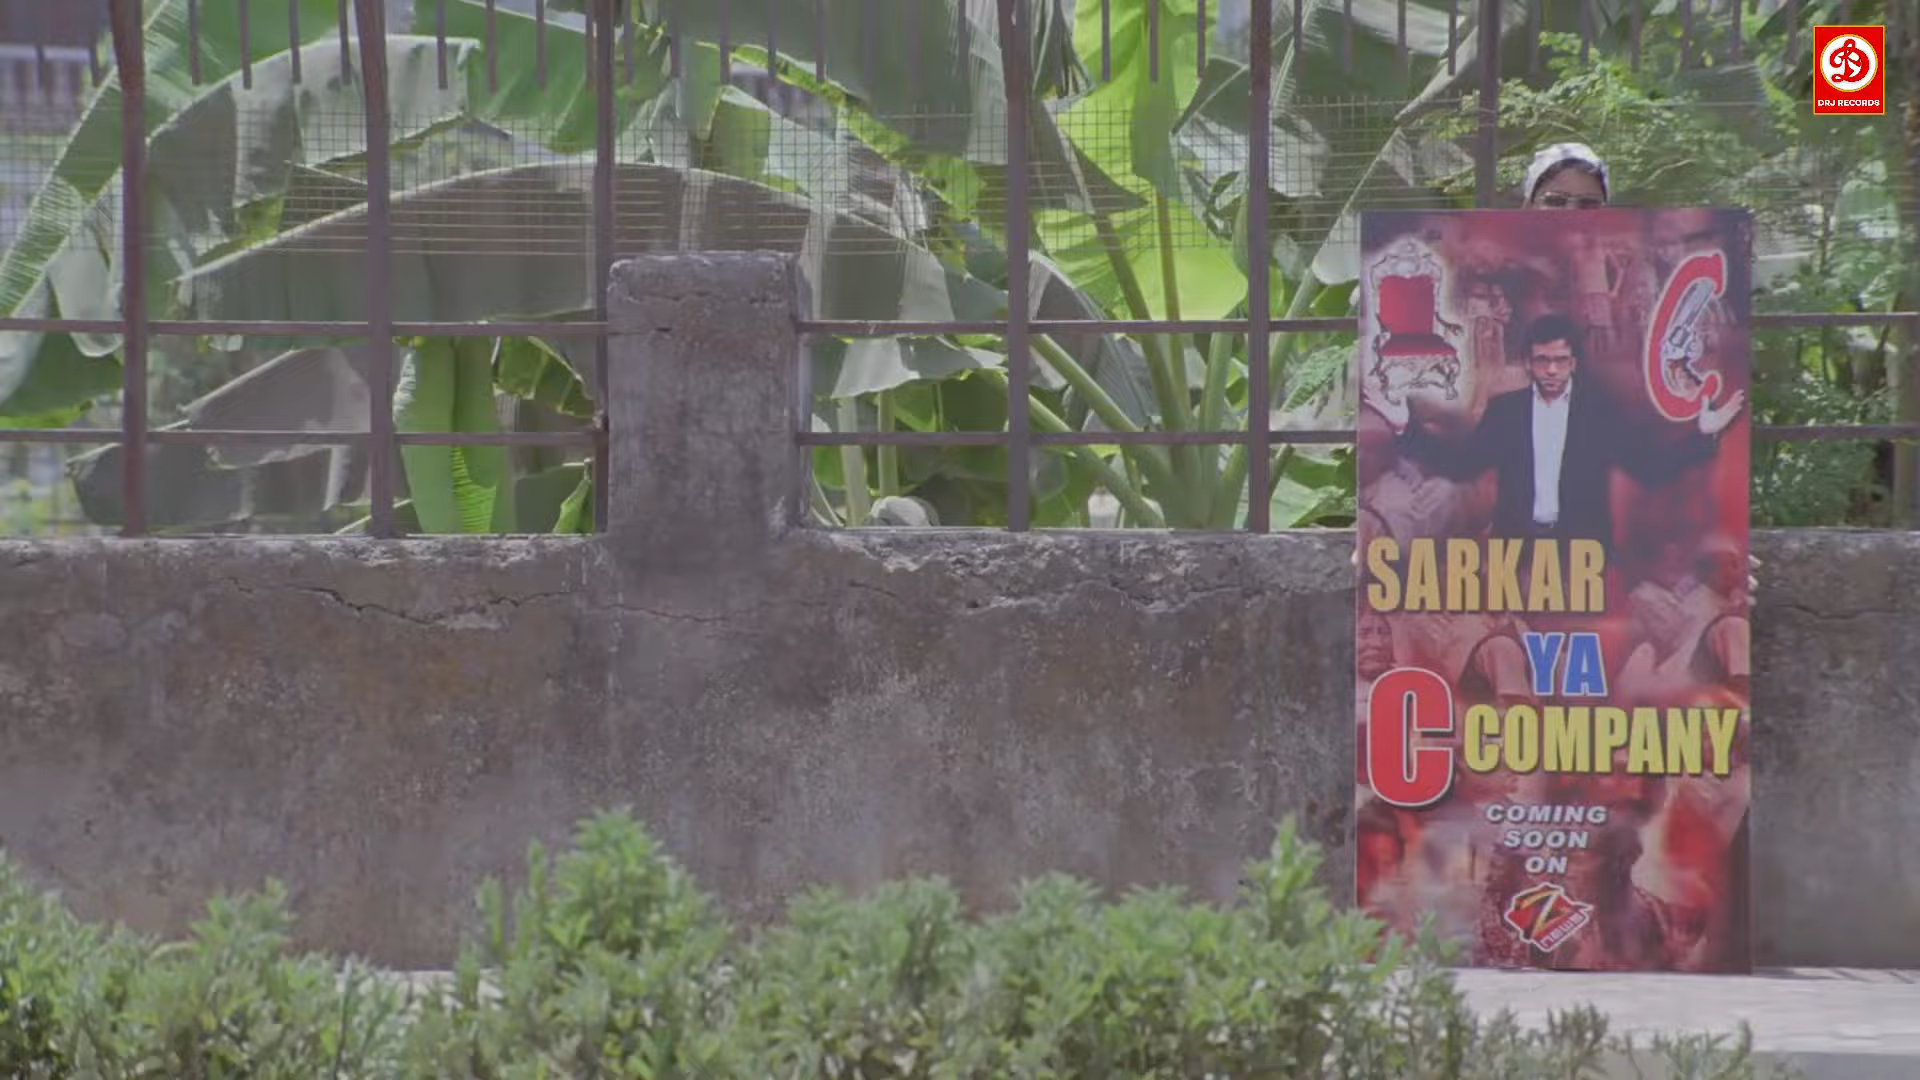 DRJ RECORDS
SARKAR
YA
C COMPANY
COMING
SOON
ON
Z